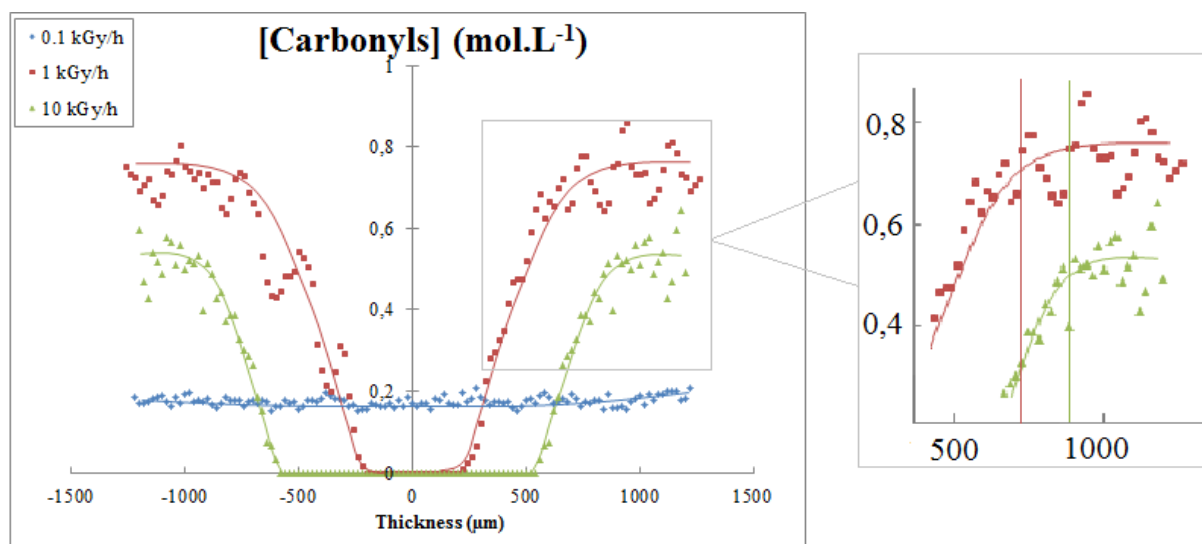 [Carbonyls] (mol.L-1)
0.1 kGy/h
1 kGy/h
10 kGy/h
1
0,8
0,6
0,4
0,2
0
-1500 -1000 -500 0 500 1000 1500
Thickness (µm)
0,8
0,6
0,4
500 1000